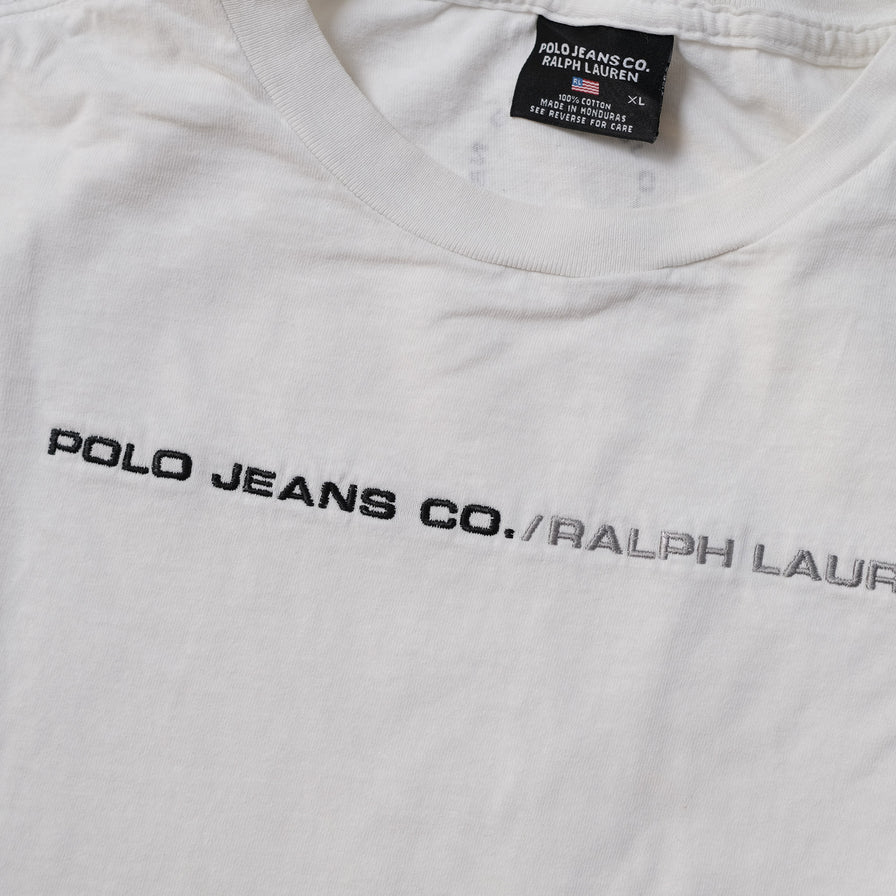 POLO JEANS CO.
RALPH LAUREN
RL
XL
100% COTTON
MADE IN HONDURAS
SEE REVERSE FOR CARE
POLO JEANS CO./RALPH LAUR